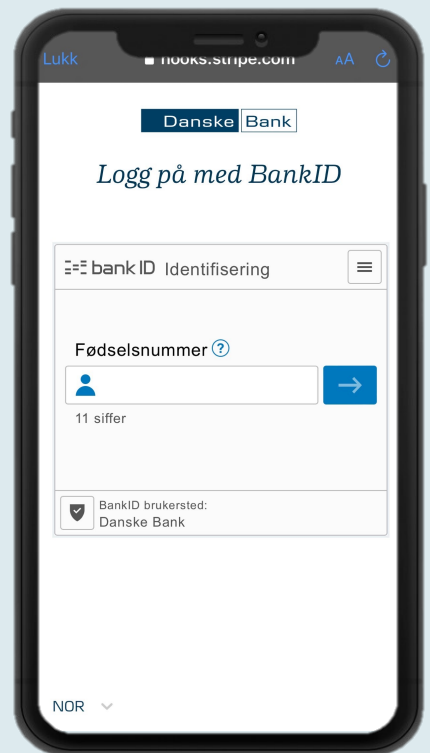 Lukk hooks.stripe.com AA
Danske Bank
Logg på med BankID
bank ID Identifisering
Fødselsnummer ?
11 siffer
BankID brukersted:
Danske Bank
NOR